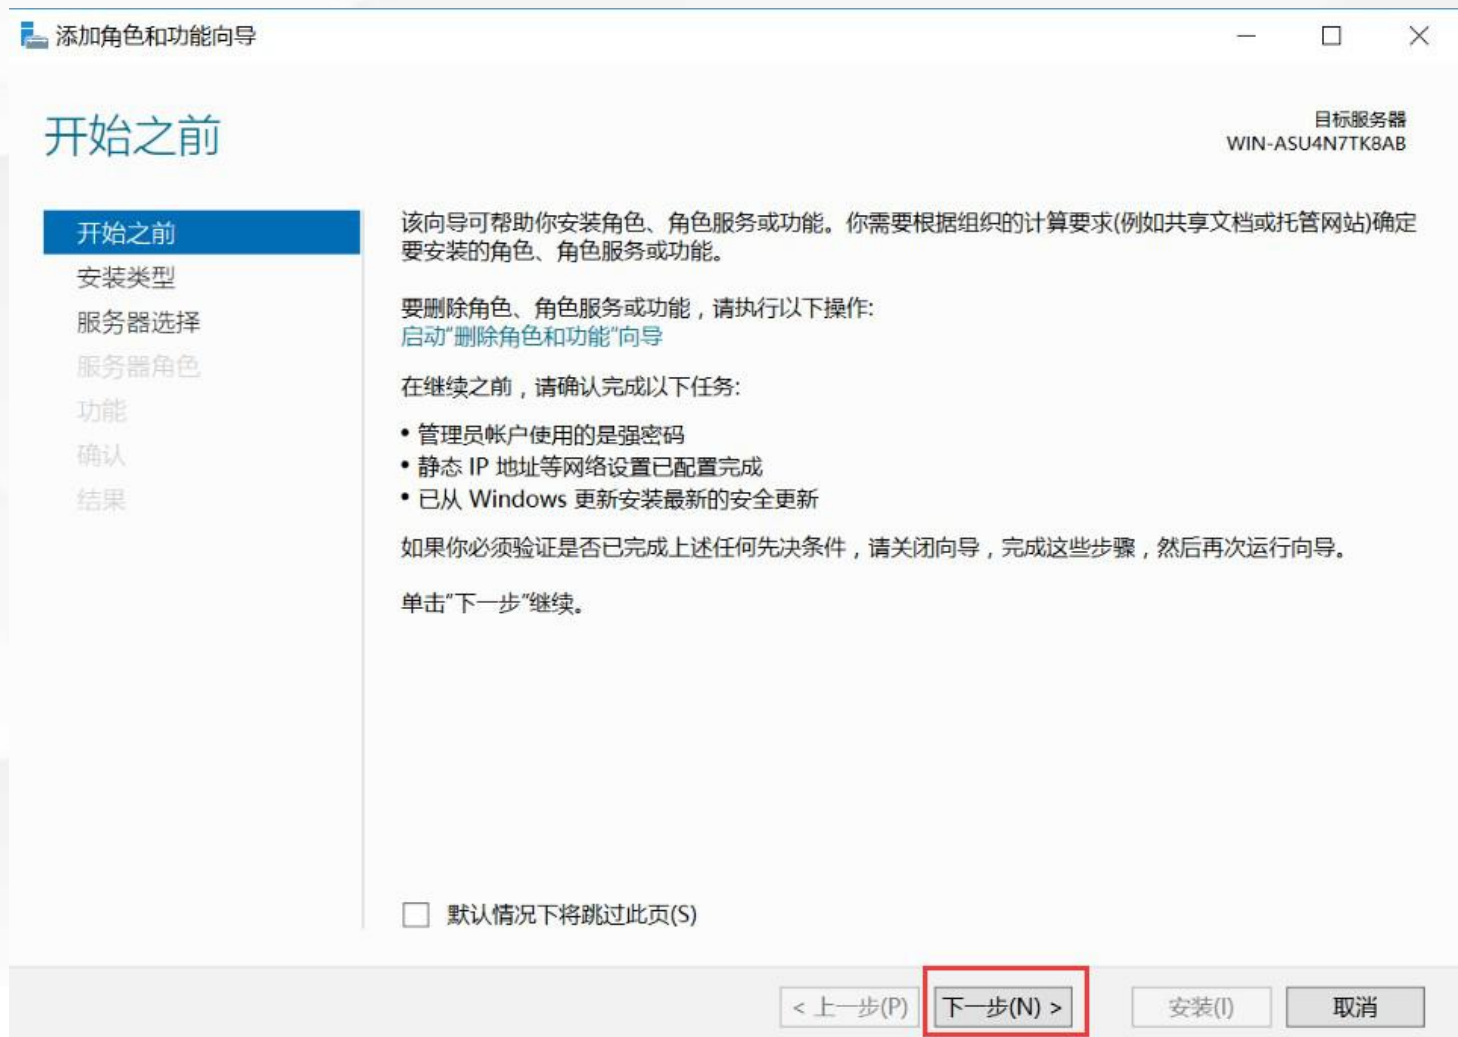 添加角色和功能向导
开始之前
目标服务器
WIN-ASU4N7TK8AB
开始之前
安装类型
服务器选择
服务器角色
功能
确认
结果
该向导可帮助你安装角色、角色服务或功能。你需要根据组织的计算要求(例如共享文档或托管网站)确定
要安装的角色、角色服务或功能。
要删除角色、角色服务或功能，请执行以下操作:
启动"删除角色和功能"向导
在继续之前，请确认完成以下任务:
• 管理员帐户使用的是强密码
• 静态 IP 地址等网络设置已配置完成
• 已从 Windows 更新安装最新的安全更新
如果你必须验证是否已完成上述任何先决条件，请关闭向导，完成这些步骤，然后再次运行向导。
单击"下一步"继续。
默认情况下将跳过此页(S)
< 上一步(P)
下一步(N) >
安装(I)
取消